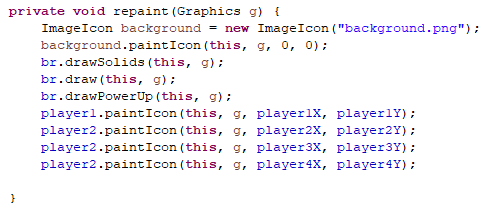 private void repaint(Graphics g) {
ImageIcon background = new ImageIcon("background.png");
background.paintIcon(this, g, 0, 0);
br.drawSolids(this, g);
br.draw(this, g);
br.drawPowerUp(this, g);
player1.paintIcon(this, g, player1X, player1Y);
player2.paintIcon(this, g, player2X, player2Y);
player2.paintIcon(this, g, player3X, player3Y);
player2.paintIcon(this, g, player4X, player4Y);
}